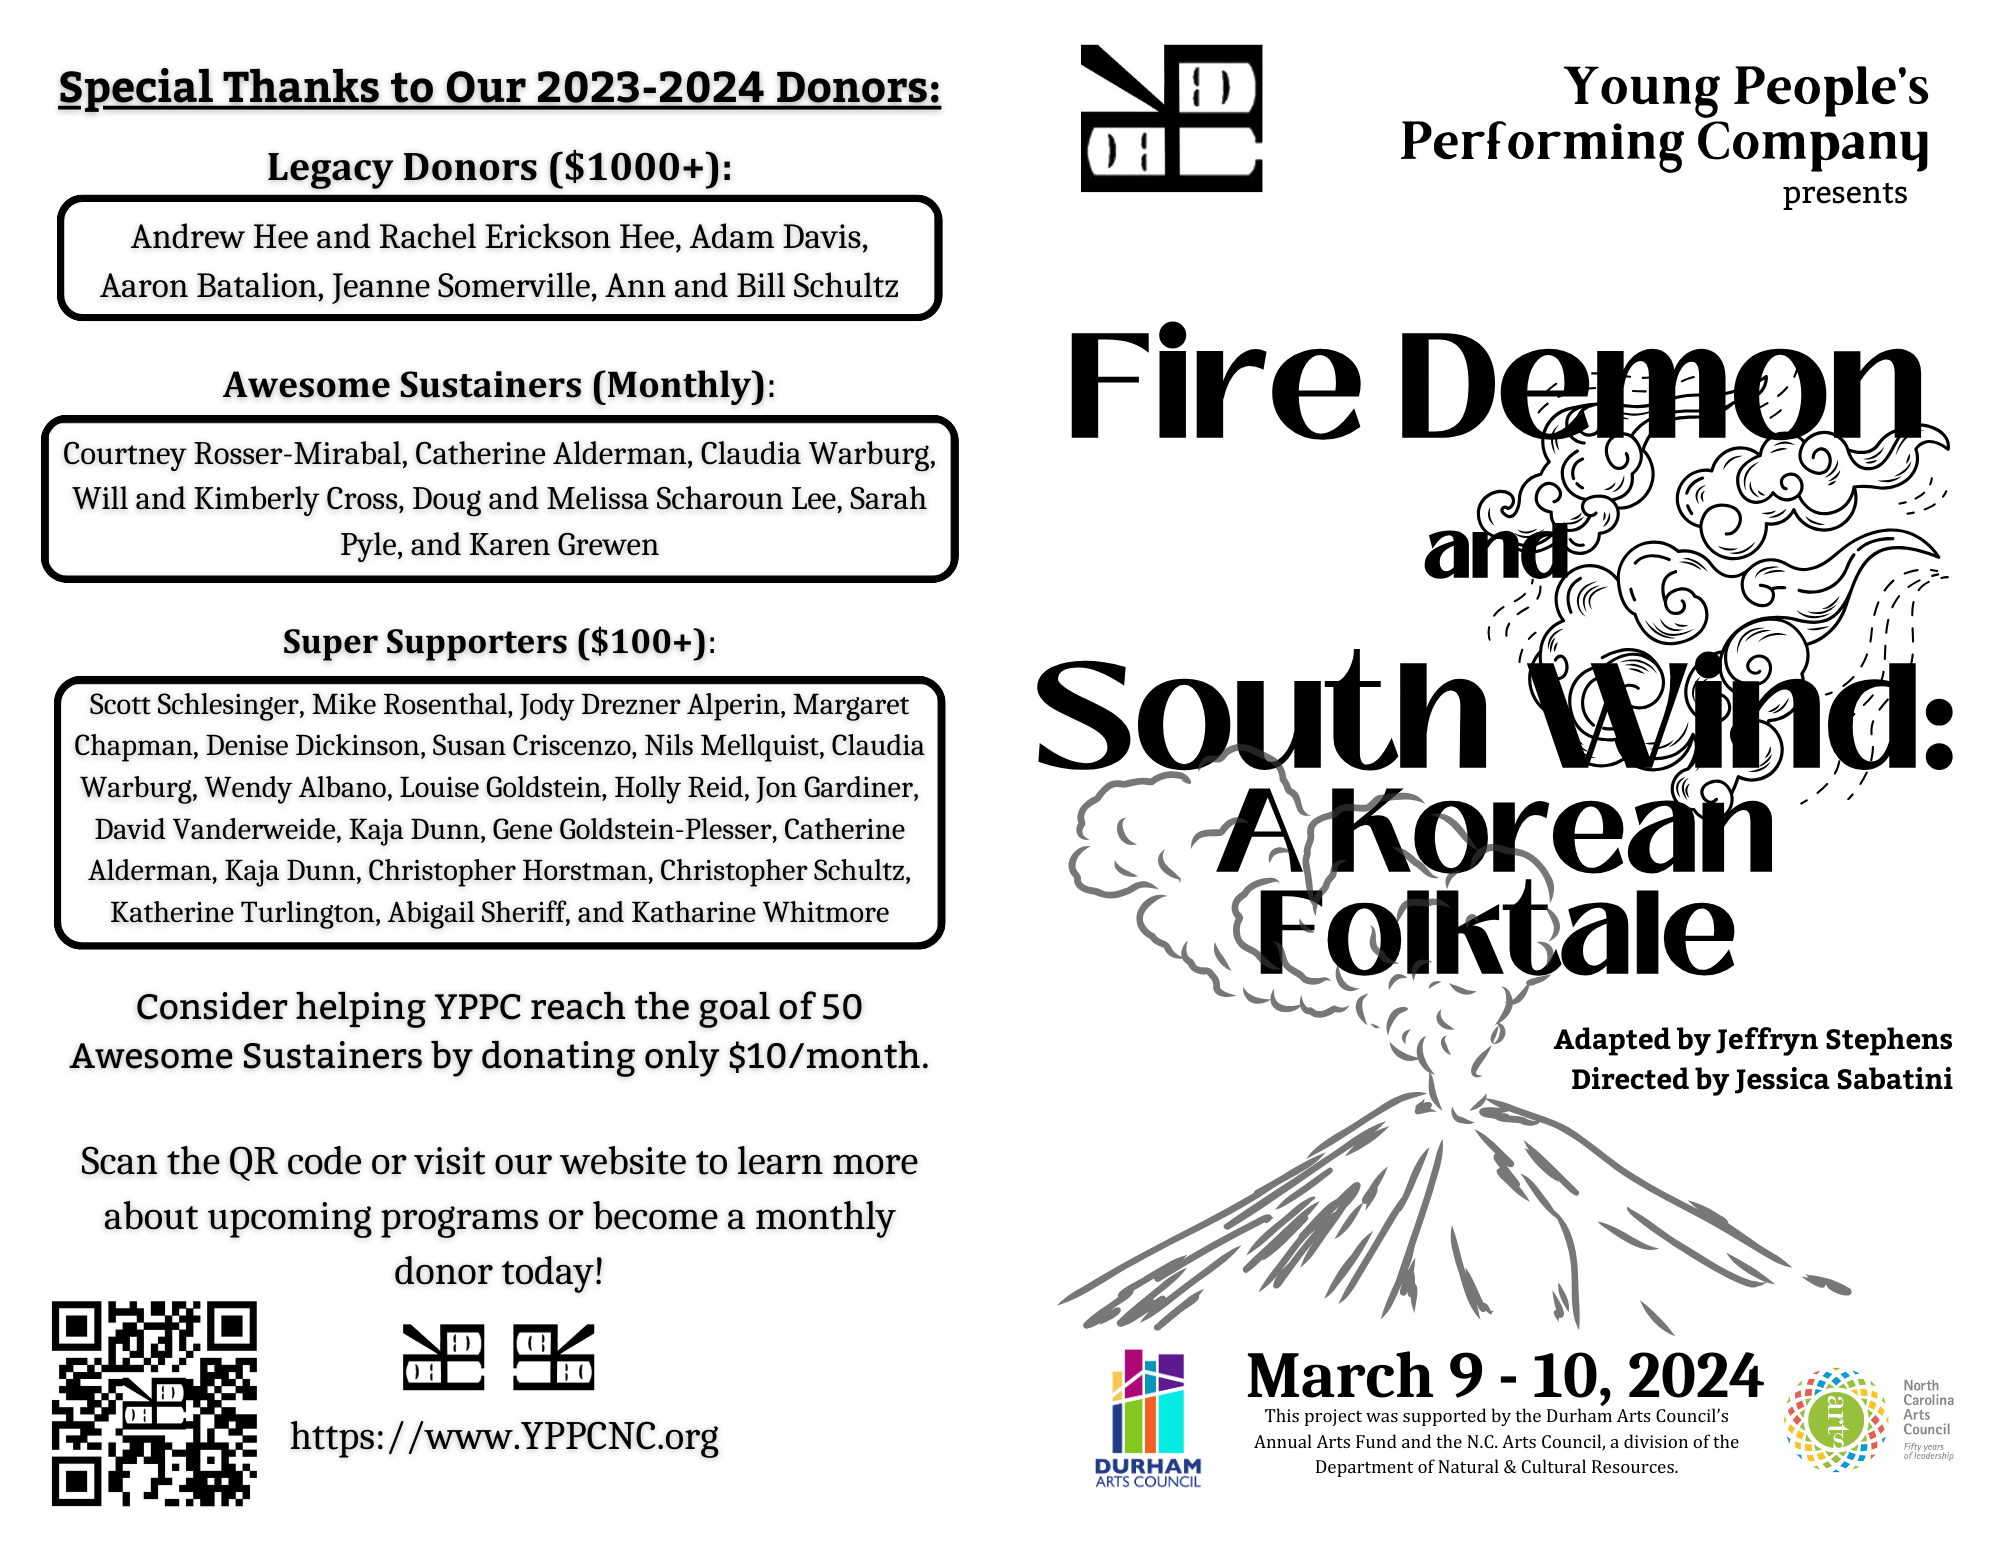 Special Thanks to Our 2023-2024 Donors:
Legacy Donors ($1000+):
Andrew Hee and Rachel Erickson Hee, Adam Davis,
Aaron Batalion, Jeanne Somerville, Ann and Bill Schultz
Awesome Sustainers (Monthly):
Courtney Rosser-Mirabal, Catherine Alderman, Claudia Warburg,
Will and Kimberly Cross, Doug and Melissa Scharoun Lee, Sarah
Pyle, and Karen Grewen
Super Supporters ($100+):
Scott Schlesinger, Mike Rosenthal, Jody Drezner Alperin, Margaret
Chapman, Denise Dickinson, Susan Criscenzo, Nils Mellquist, Claudia
Warburg, Wendy Albano, Louise Goldstein, Holly Reid, Jon Gardiner,
David Vanderweide, Kaja Dunn, Gene Goldstein-Plesser, Catherine
Alderman, Kaja Dunn, Christopher Horstman, Christopher Schultz,
Katherine Turlington, Abigail Sheriff, and Katharine Whitmore
Consider helping YPPC reach the goal of 50
Awesome Sustainers by donating only $10/month.
Scan the QR code or visit our website to learn more
about upcoming programs or become a monthly
donor today!
https://www.YPPCNC.org
Young People's
Performing Company
presents
Fire Demon
and
South Wind:
A Korean
Folktale
Adapted by Jeffryn Stephens
Directed by Jessica Sabatini
March 9 - 10, 2024
This project was supported by the Durham Arts Council's
Annual Arts Fund and the N.C. Arts Council, a division of the
Department of Natural & Cultural Resources.
DURHAM
ARTS COUNCIL
arts
North
Carolina
Arts
Council
Fifty years
of leadership